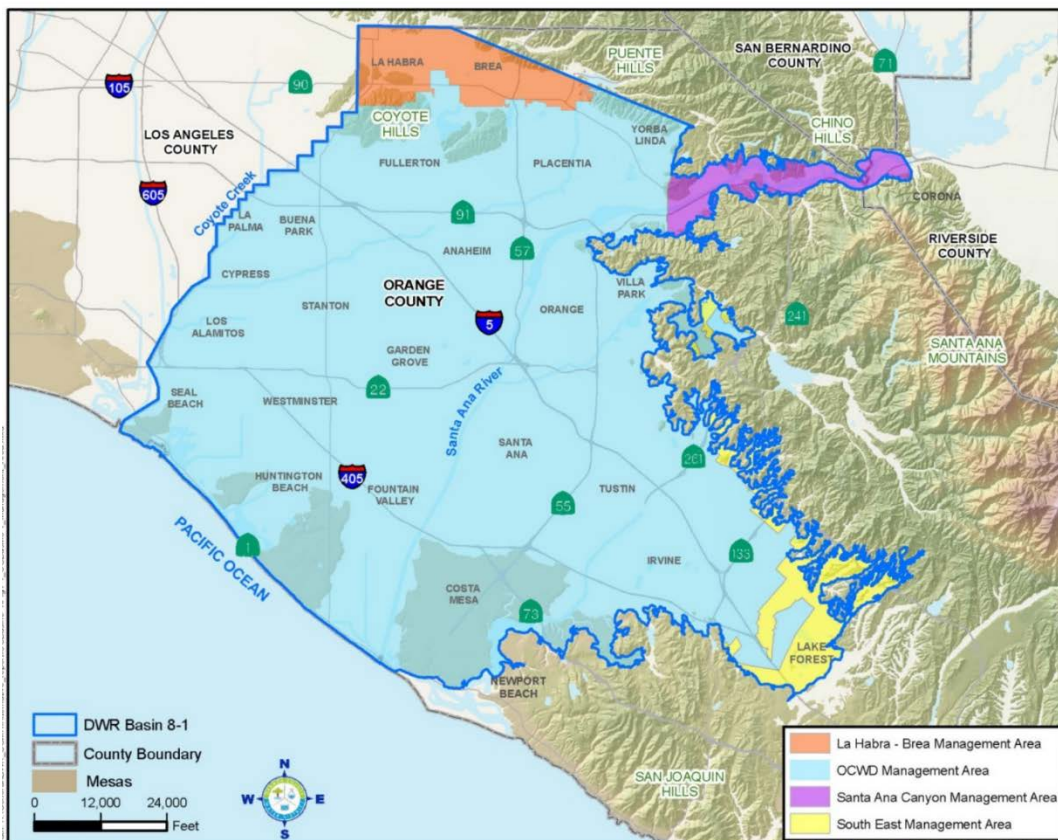 SAN BERNARDINO
COUNTY
71
PUENTE
HILLS
LA HABRA
BREA
105
90
LOS ANGELES
COUNTY
COYOTE
HILLS
CHINO
HILLS
YORBA
LINDA
FULLERTON
PLACENTIA
605
Coyote Creek
CORONA
LA
PALMA
BUENA
PARK
91
ANAHEIM
57
RIVERSIDE
COUNTY
CYPRESS
ORANGE
COUNTY
VILLA
PARK
STANTON
5
ORANGE
241
LOS
ALAMITOS
SANTA ANA
MOUNTAINS
GARDEN
GROVE
22
SEAL
BEACH
WESTMINSTER
Santa Ana River
SANTA
ANA
261
HUNTINGTON
BEACH
405
FOUNTAIN
VALLEY
TUSTIN
55
PACIFIC OCEAN
1
IRVINE
133
COSTA
MESA
73
LAKE
FOREST
NEWPORT
BEACH
SAN JOAQUIN
HILLS
DWR Basin 8-1
County Boundary
Mesas
0 12,000 24,000
Feet
N
W E
S
La Habra - Brea Management Area
OCWD Management Area
Santa Ana Canyon Management Area
South East Management Area